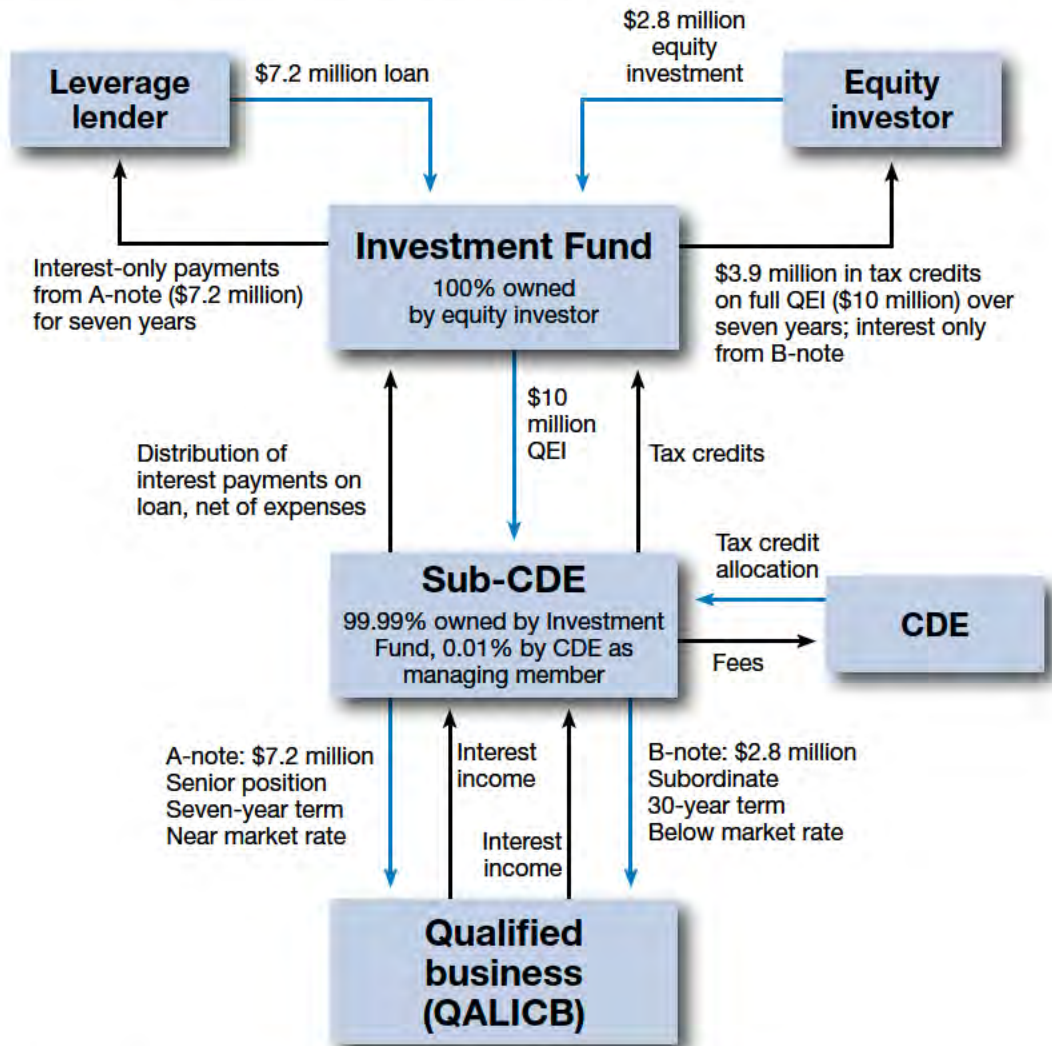 $2.8 million
equity
investment
Leverage
lender
$7.2 million loan
Equity
investor
Investment Fund
100% owned
by equity investor
Interest-only payments
from A-note ($7.2 million)
for seven years
$3.9 million in tax credits
on full QEI ($10 million) over
seven years; interest only
from B-note
$10
million
QEI
Distribution of
interest payments on
loan, net of expenses
Tax credits
Tax credit
allocation
Sub-CDE
99.99% owned by Investment
Fund, 0.01% by CDE as
managing member
CDE
Fees
A-note: $7.2 million
Senior position
Seven-year term
Near market rate
Interest
income
Interest
income
B-note: $2.8 million
Subordinate
30-year term
Below market rate
Qualified
business
(QALICB)